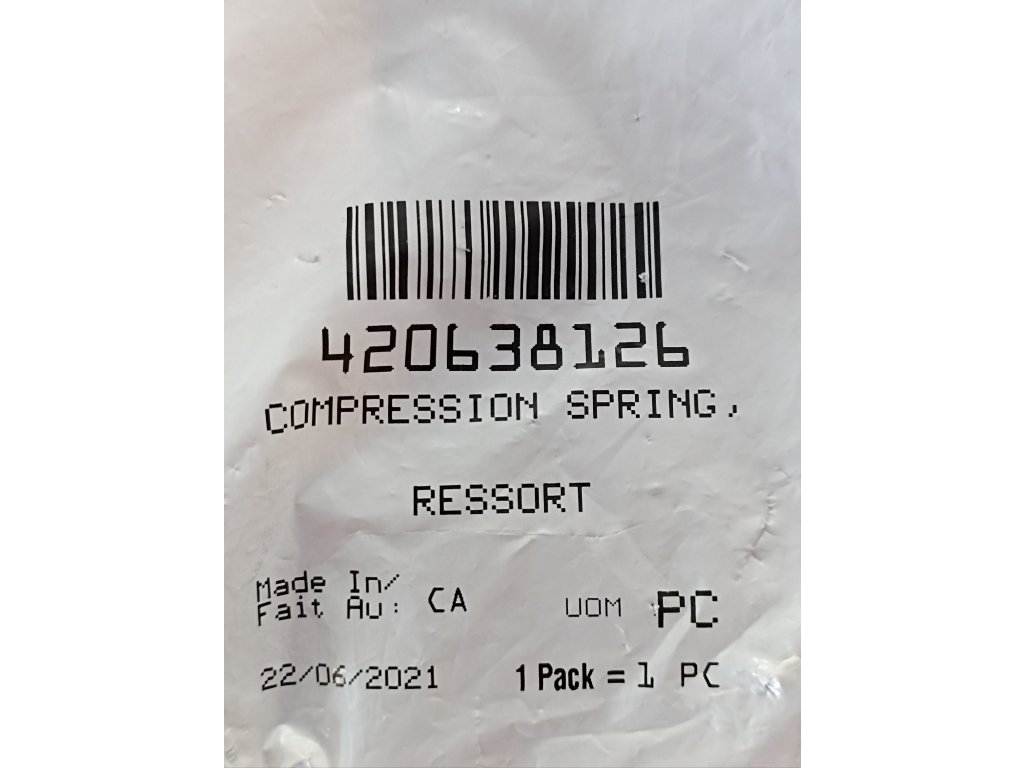 420638126
COMPRESSION SPRING,
RESSORT
Made In/
Fait Au: CA
UOM PC
22/06/2021
1 Pack = 1 PC